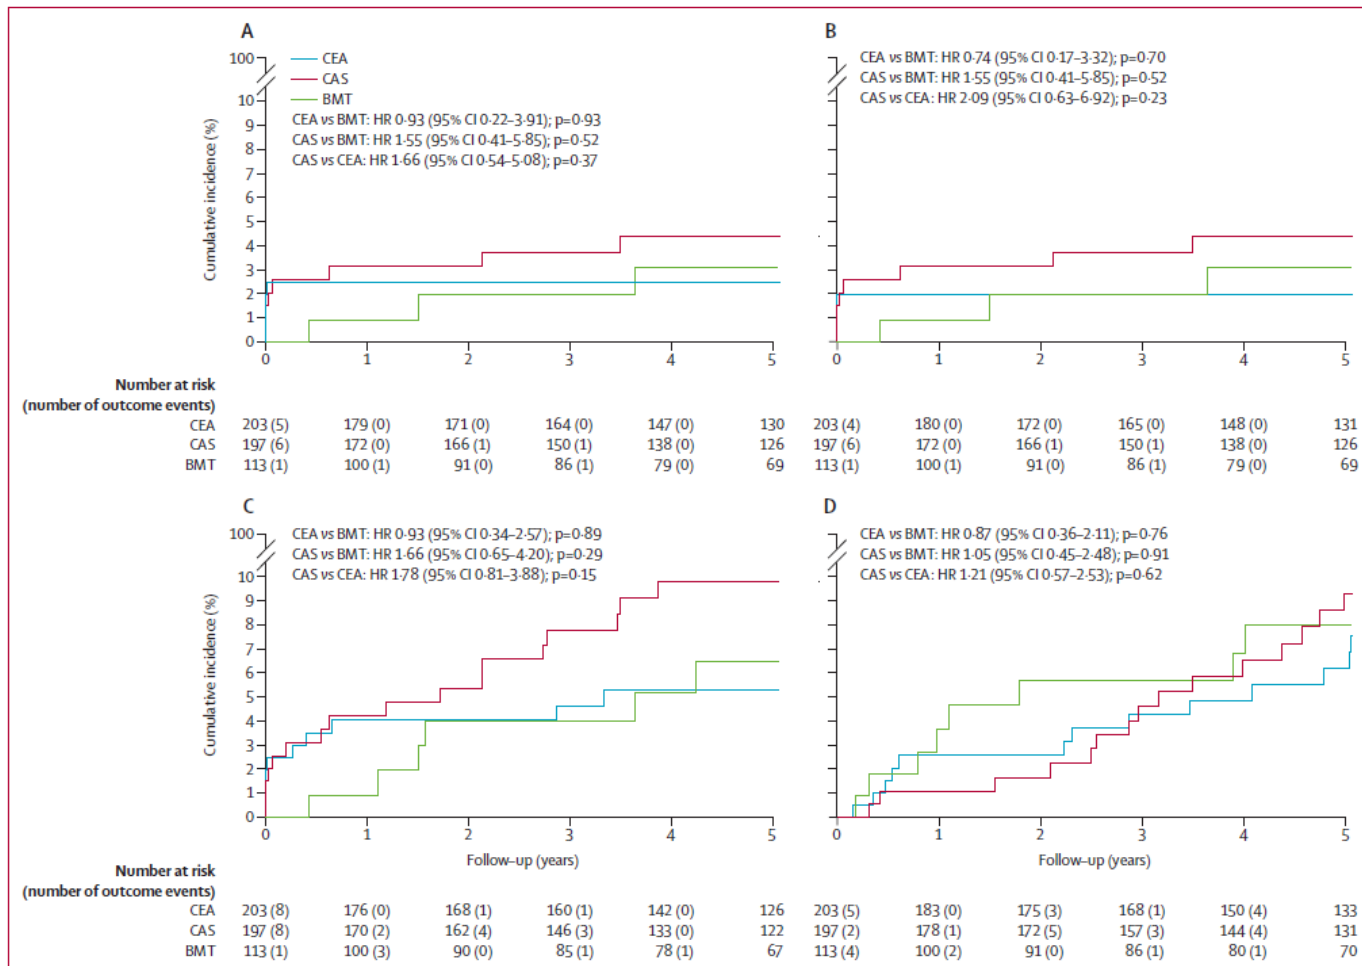 A
100
CEA
CAS
BMT
CEA vs BMT: HR 0·93 (95% CI 0·22–3·91); p=0·93
CAS vs BMT: HR 1·55 (95% CI 0·41–5·85); p=0·52
CAS vs CEA: HR 1·66 (95% CI 0·54–5·08); p=0·37
Cumulative incidence (%)
10
9
8
7
6
5
4
3
2
1
0
0 1 2 3 4 5
B
CEA vs BMT: HR 0·74 (95% CI 0·17–3·32); p=0·70
CAS vs BMT: HR 1·55 (95% CI 0·41–5·85); p=0·52
CAS vs CEA: HR 2·09 (95% CI 0·63–6·92); p=0·23
0 1 2 3 4 5
Number at risk
(number of outcome events)
CEA 203 (5) 179 (0) 171 (0) 164 (0) 147 (0) 130 203 (4) 180 (0) 172 (0) 165 (0) 148 (0) 131
CAS 197 (6) 172 (0) 166 (1) 150 (1) 138 (0) 126 197 (6) 172 (0) 166 (1) 150 (1) 138 (0) 126
BMT 113 (1) 100 (1) 91 (0) 86 (1) 79 (0) 69 113 (1) 100 (1) 91 (0) 86 (1) 79 (0) 69
C
100
CEA vs BMT: HR 0·93 (95% CI 0·34–2·57); p=0·89
CAS vs BMT: HR 1·66 (95% CI 0·65–4·20); p=0·29
CAS vs CEA: HR 1·78 (95% CI 0·81–3·88); p=0·15
Cumulative incidence (%)
10
9
8
7
6
5
4
3
2
1
0
0 1 2 3 4 5
Follow–up (years)
D
CEA vs BMT: HR 0·87 (95% CI 0·36–2·11); p=0·76
CAS vs BMT: HR 1·05 (95% CI 0·45–2·48); p=0·91
CAS vs CEA: HR 1·21 (95% CI 0·57–2·53); p=0·62
0 1 2 3 4 5
Follow–up (years)
Number at risk
(number of outcome events)
CEA 203 (8) 176 (0) 168 (1) 160 (1) 142 (0) 126 203 (5) 183 (0) 175 (3) 168 (1) 150 (4) 133
CAS 197 (8) 170 (2) 162 (4) 146 (3) 133 (0) 122 197 (2) 178 (1) 172 (5) 157 (3) 144 (4) 131
BMT 113 (1) 100 (3) 90 (0) 85 (1) 78 (1) 67 113 (4) 100 (2) 91 (0) 86 (1) 80 (1) 70